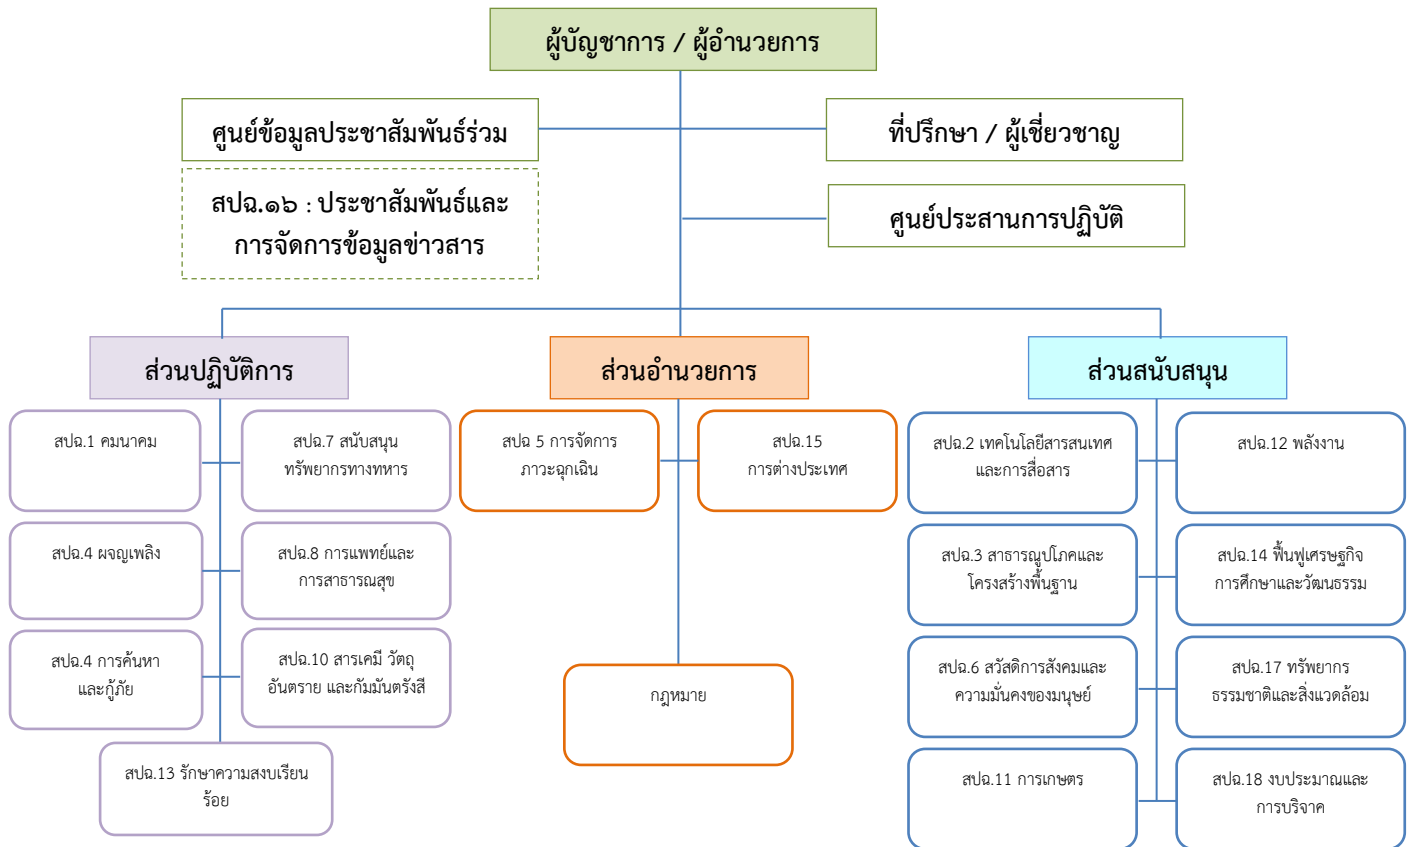 ผู้บัญชาการ / ผู้อำนวยการ
ศูนย์ข้อมูลประชาสัมพันธ์ร่วม
ที่ปรึกษา / ผู้เชี่ยวชาญ
สปฉ.๑๖ : ประชาสัมพันธ์และ
การจัดการข้อมูลข่าวสาร
ศูนย์ประสานการปฏิบัติ
ส่วนปฏิบัติการ
ส่วนอำนวยการ
ส่วนสนับสนุน
สปฉ.1 คมนาคม
สปฉ.7 สนับสนุน
ทรัพยากรทางทหาร
สปฉ.4 ผจญเพลิง
สปฉ.8 การแพทย์และ
การสาธารณสุข
สปฉ.4 การค้นหา
และกู้ภัย
สปฉ.10 สารเคมี วัตถุ
อันตราย และกัมมันตรังสี
สปฉ.13 รักษาความสงบเรียน
ร้อย
สปฉ 5 การจัดการ
ภาวะฉุกเฉิน
สปฉ.15
การต่างประเทศ
กฎหมาย
สปฉ.2 เทคโนโลยีสารสนเทศ
และการสื่อสาร
สปฉ.12 พลังงาน
สปฉ.3 สาธารณูปโภคและ
โครงสร้างพื้นฐาน
สปฉ.14 ฟื้นฟูเศรษฐกิจ
การศึกษาและวัฒนธรรม
สปฉ.6 สวัสดิการสังคมและ
ความมั่นคงของมนุษย์
สปฉ.17 ทรัพยากร
ธรรมชาติและสิ่งแวดล้อม
สปฉ.11 การเกษตร
สปฉ.18 งบประมาณและ
การบริจาค